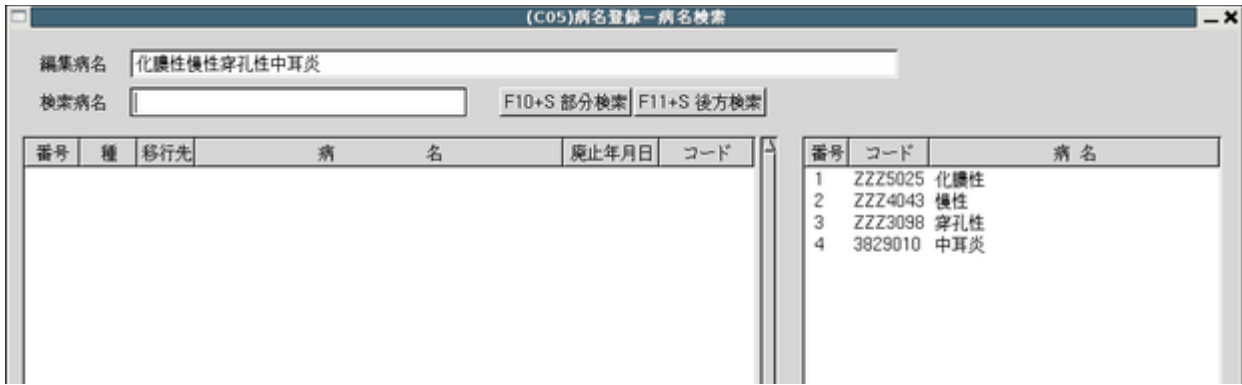 (C05)病名登録－病名検索
編集病名 化膿性慢性穿孔性中耳炎
検索病名 F10+S 部分検索 F11+S 後方検索
番号 種 移行先 病 名 廃止年月日 コード 番号 コード 病 名
1 ZZZ5025 化膿性
2 ZZZ4043 慢性
3 ZZZ3098 穿孔性
4 3829010 中耳炎